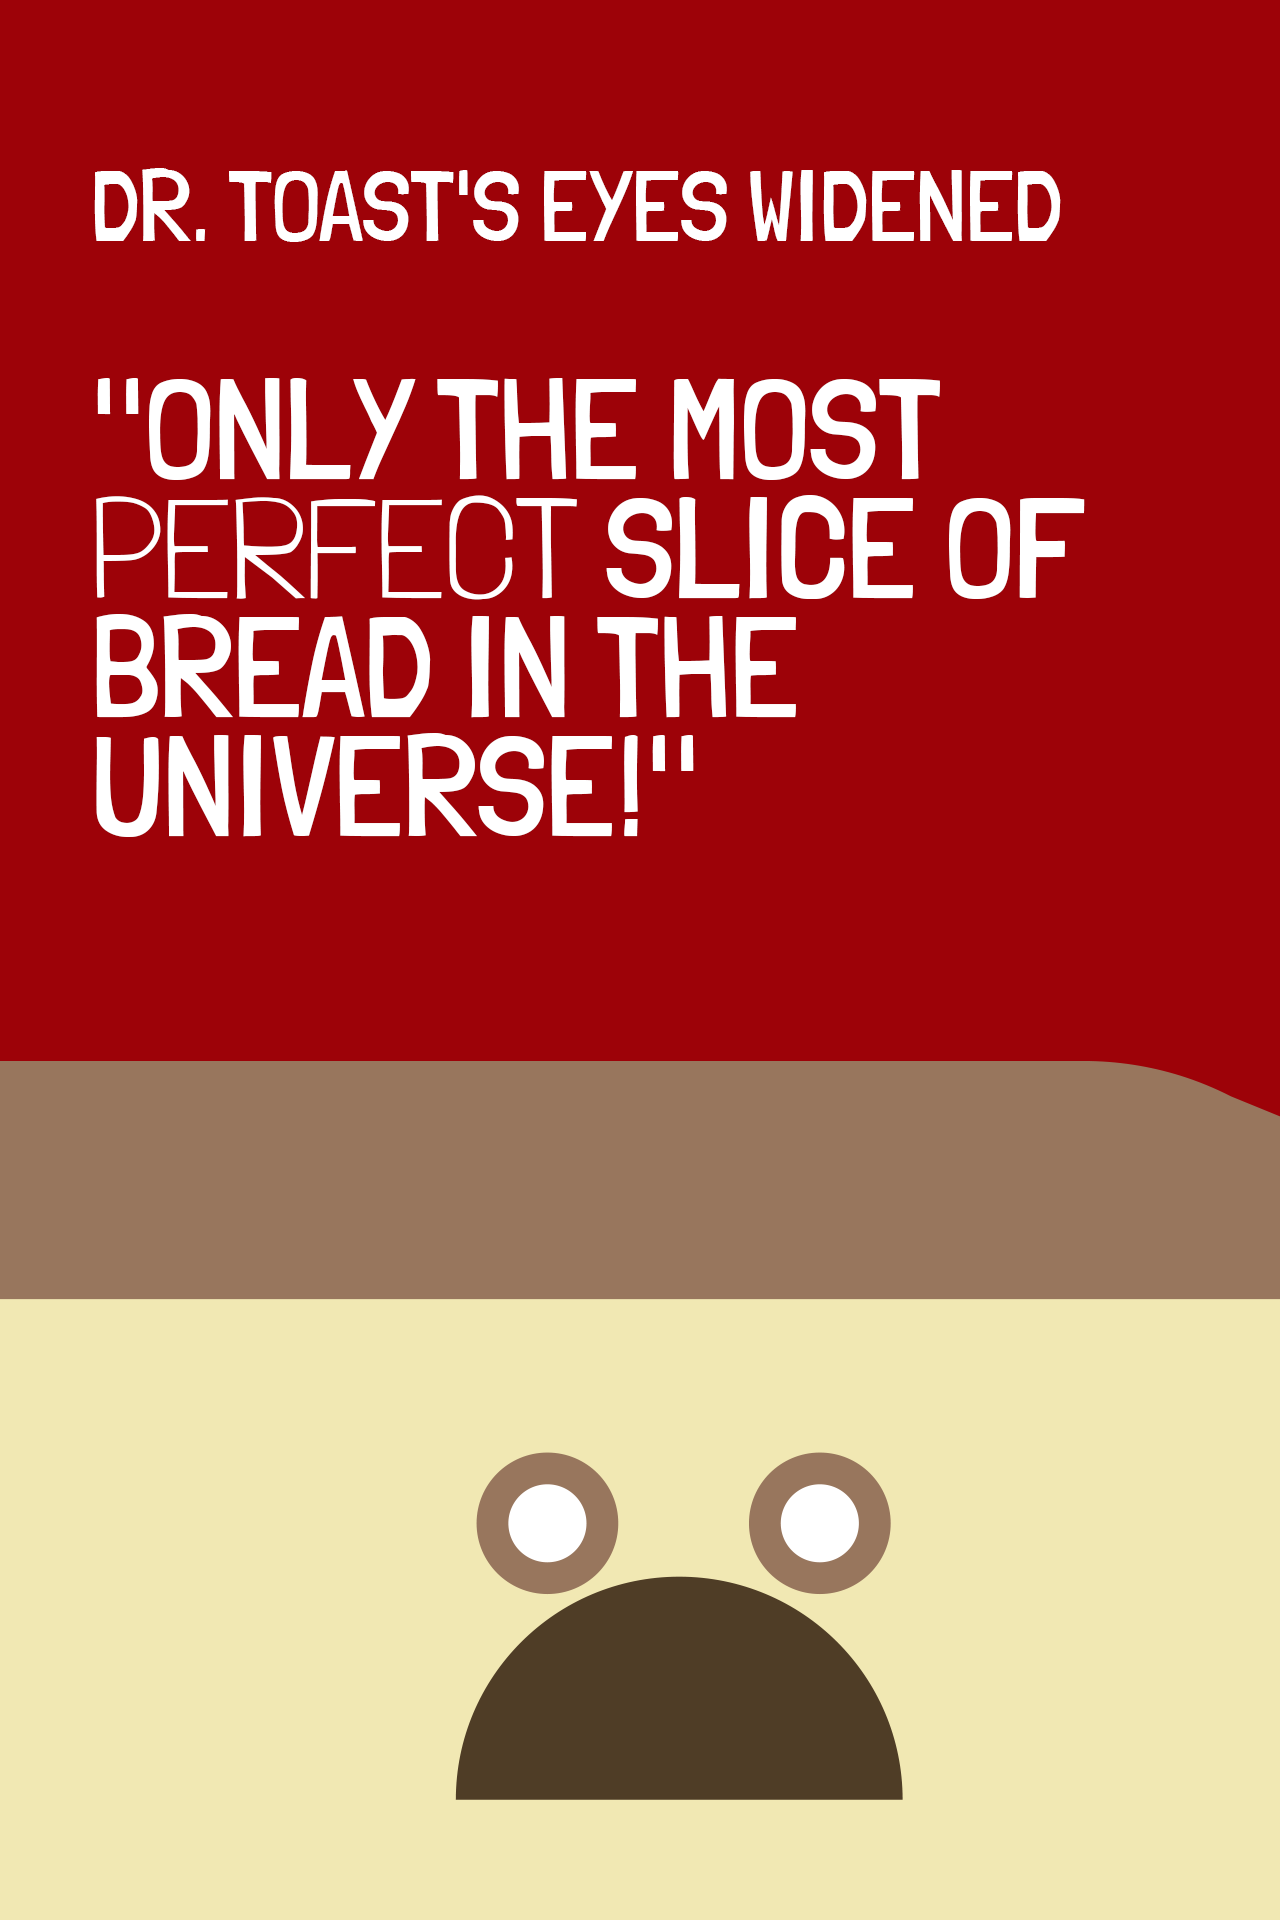 DR. TOAST'S EYES WIDENED
"ONLY THE MOST
PERFECT SLICE OF
BREAD IN THE
UNIVERSE!"